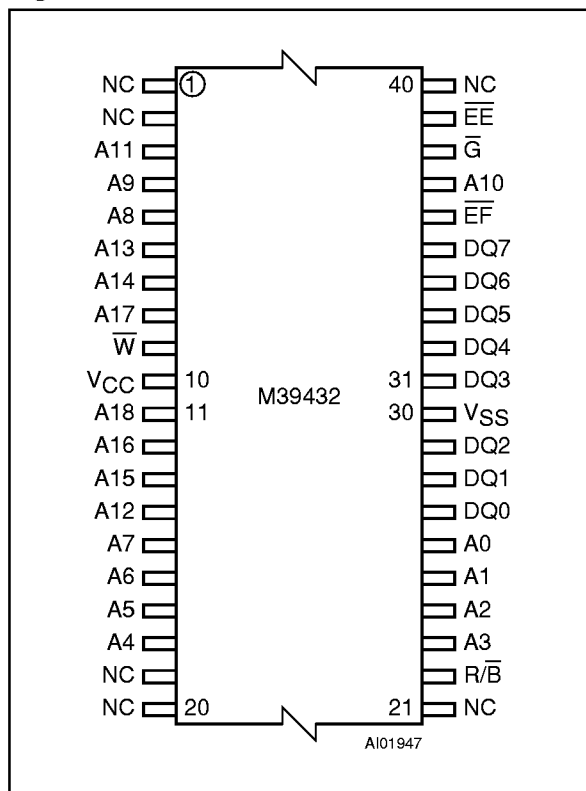 NC 1 40 NC
NC E̅E̅
A11 G̅
A9 A10
A8 E̅F̅
A13 DQ7
A14 DQ6
A17 DQ5
W̅ DQ4
VCC 10 31 DQ3
M39432
A18 11 30 VSS
A16 DQ2
A15 DQ1
A12 DQ0
A7 A0
A6 A1
A5 A2
A4 A3
NC R/B̅
NC 20 21 NC
AI01947